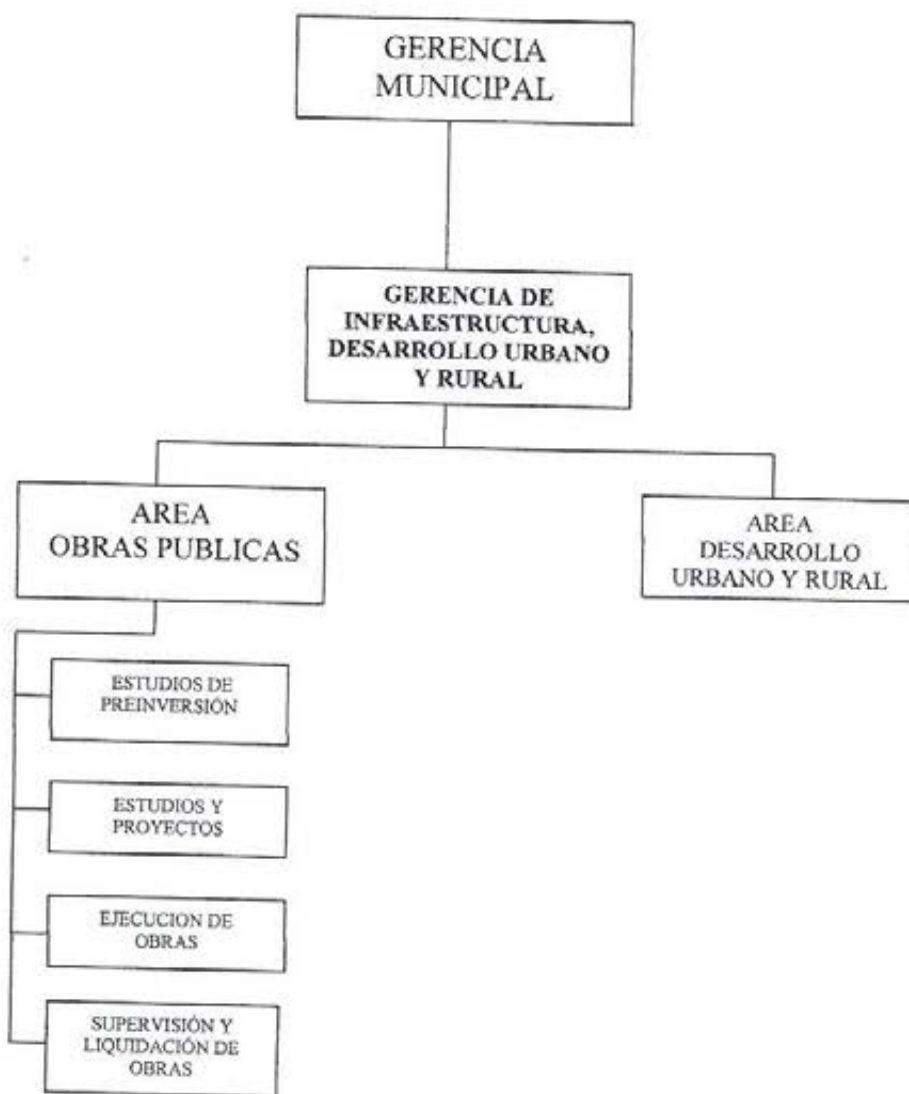 GERENCIA
MUNICIPAL
GERENCIA DE
INFRAESTRUCTURA,
DESARROLLO URBANO
Y RURAL
AREA
OBRAS PUBLICAS
AREA
DESARROLLO
URBANO Y RURAL
ESTUDIOS DE
PREINVERSIÓN
ESTUDIOS Y
PROYECTOS
EJECUCION DE
OBRAS
SUPERVISIÓN Y
LIQUIDACIÓN DE
OBRAS